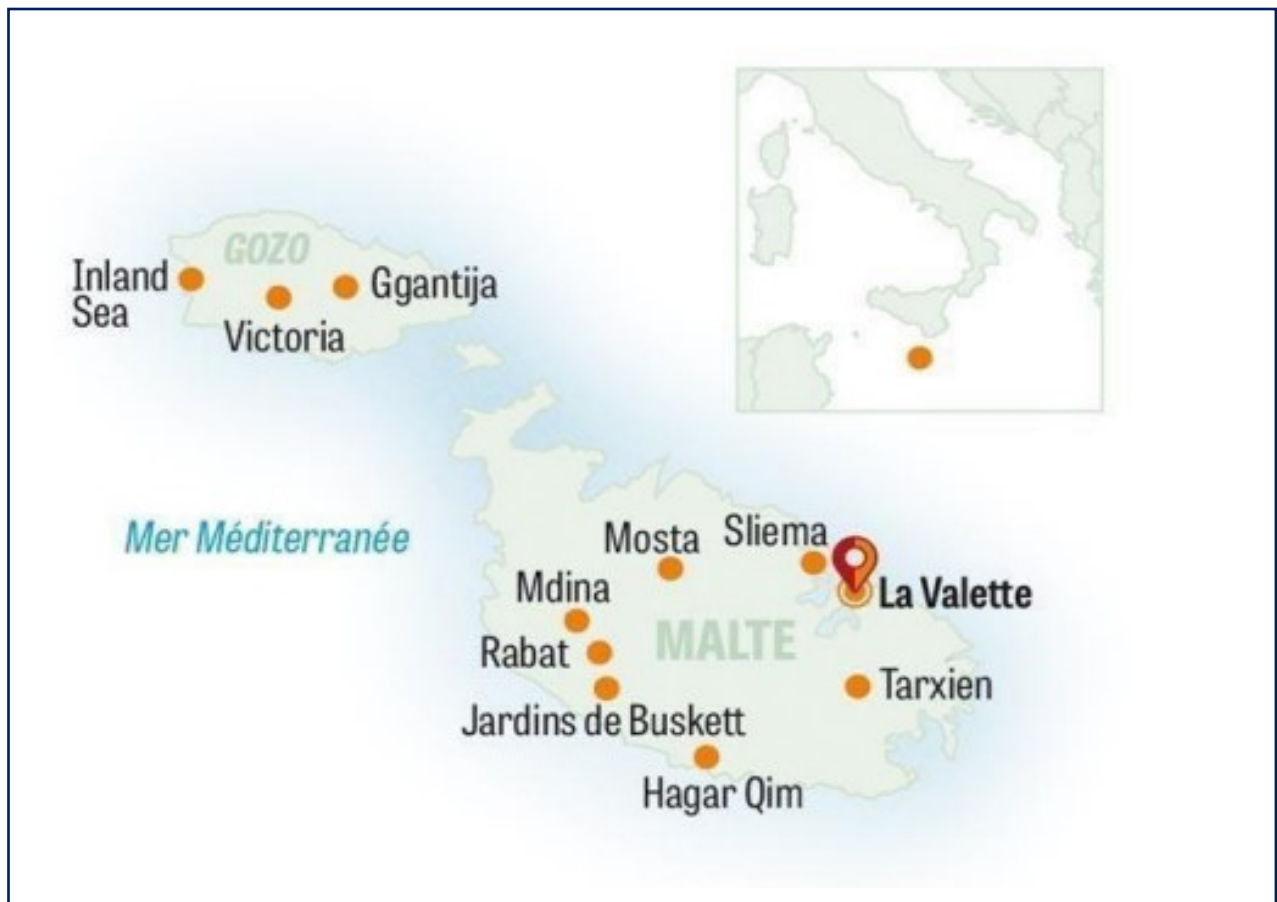 GOZO
Inland
Sea
Ggantija
Victoria
Mer Méditerranée
Mosta
Sliema
Mdina
La Valette
Rabat
MALTE
Tarxien
Jardins de Buskett
Hagar Qim